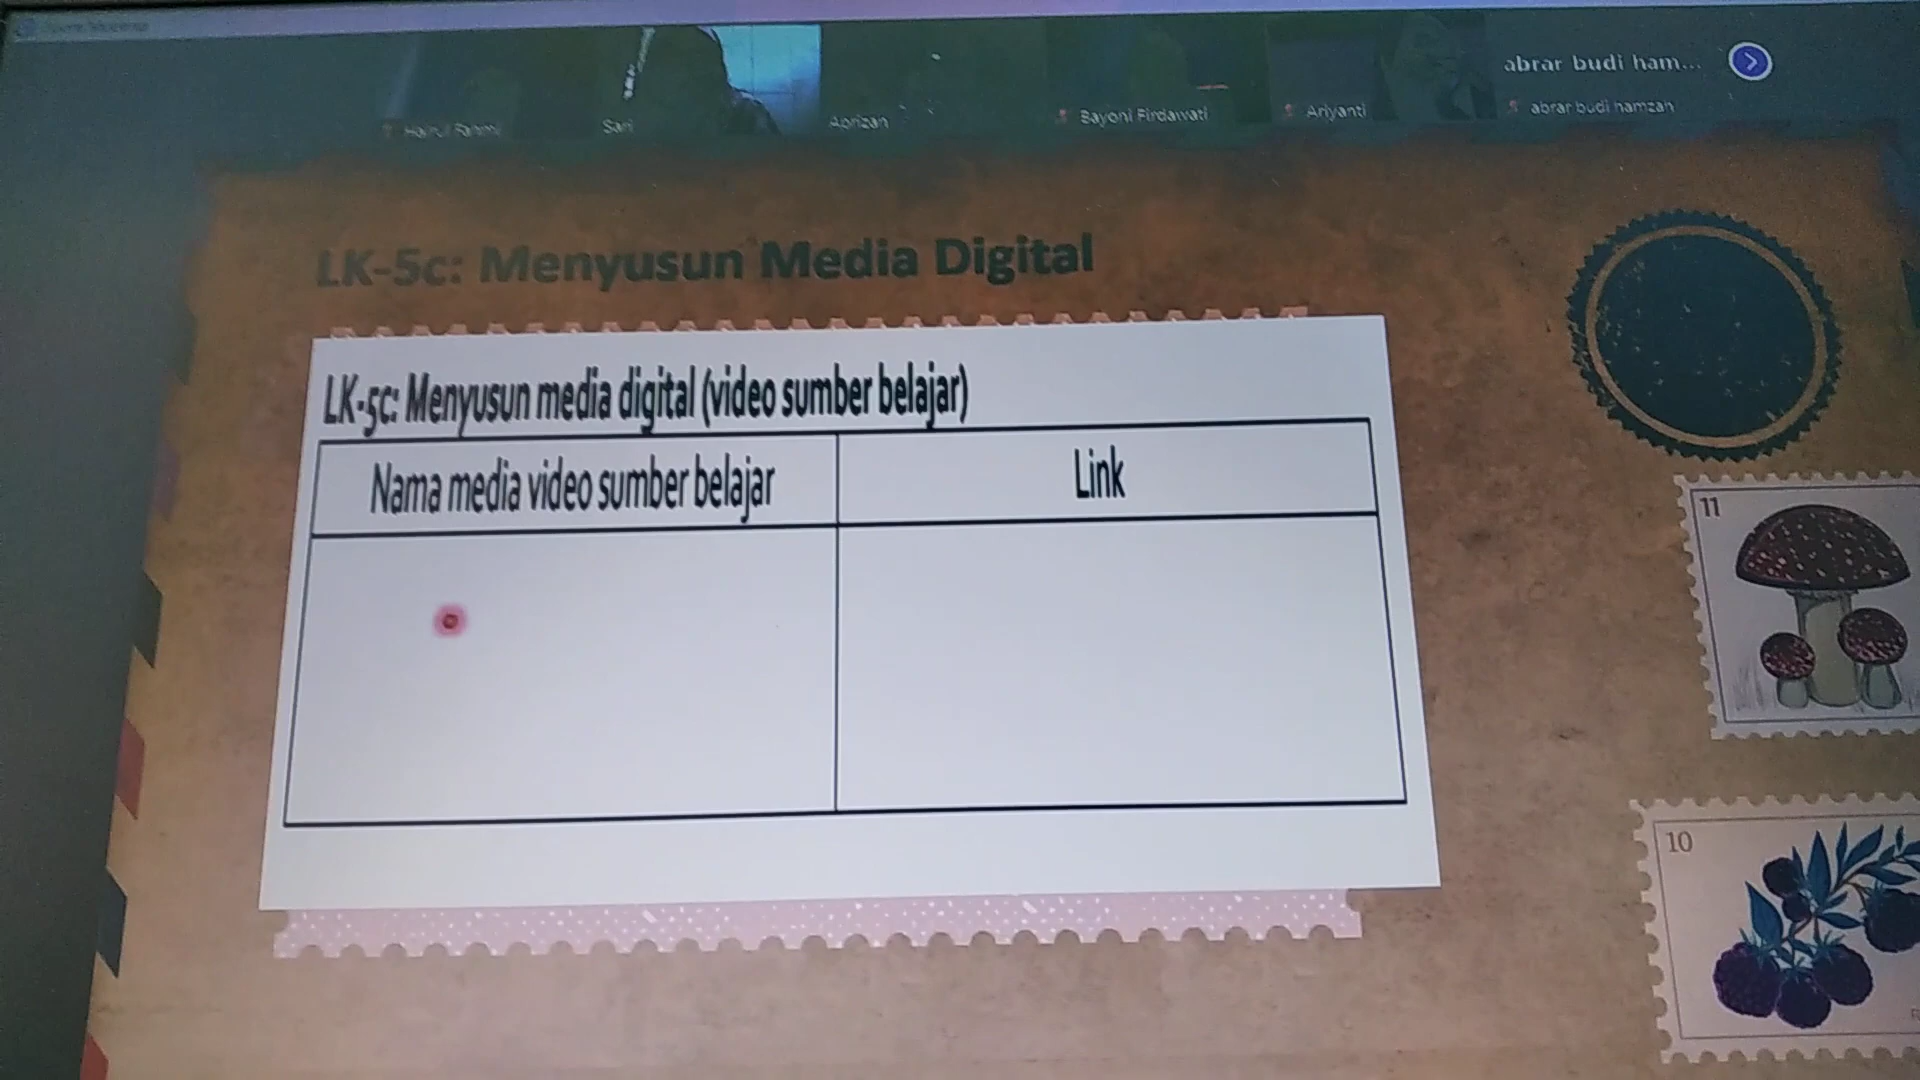 Sari
Aprizan
Bayoni Firdawati
Ariyanti
abrar budi ham...
abrar budi hamzah
LK-5c: Menyusun Media Digital
LK-5c: Menyusun media digital (video sumber belajar)
Nama media video sumber belajar
Link
11
10